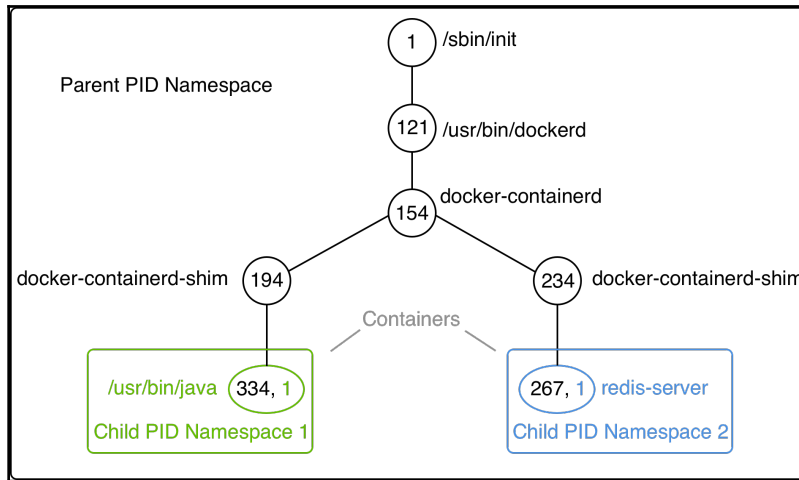 1 /sbin/init
Parent PID Namespace
121 /usr/bin/dockerd
docker-containerd
154
docker-containerd-shim 194
234 docker-containerd-shim
Containers
/usr/bin/java 334, 1
Child PID Namespace 1
267, 1 redis-server
Child PID Namespace 2